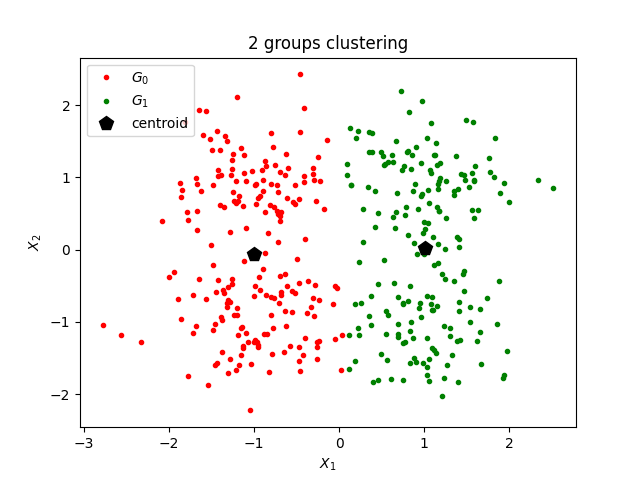 2 groups clustering
G₀
G₁
centroid
X₂
2
1
0
−1
−2
−3
−2
−1
0
1
2
X₁